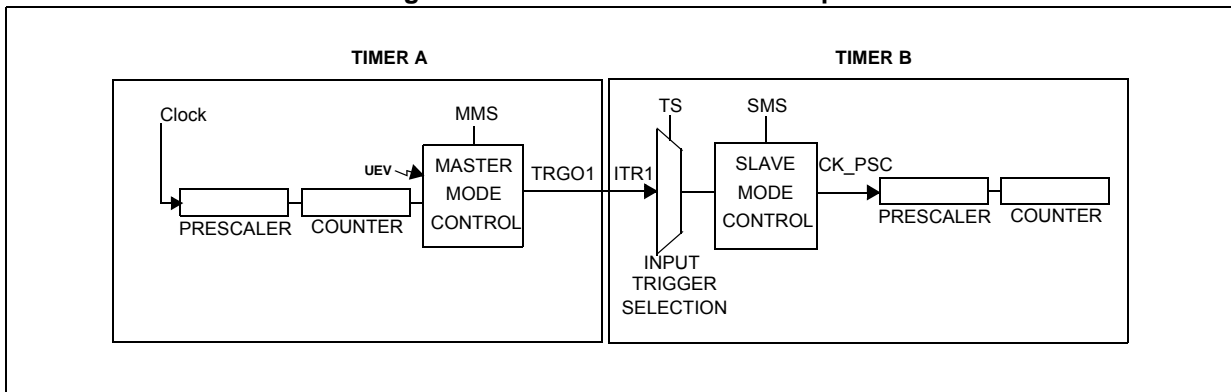 TIMER A
TIMER B
Clock
MMS
UEV
MASTER
MODE
CONTROL
PRESCALER
COUNTER
TRGO1
ITR1
TS
INPUT
TRIGGER
SELECTION
SMS
SLAVE
MODE
CONTROL
CK_PSC
PRESCALER
COUNTER